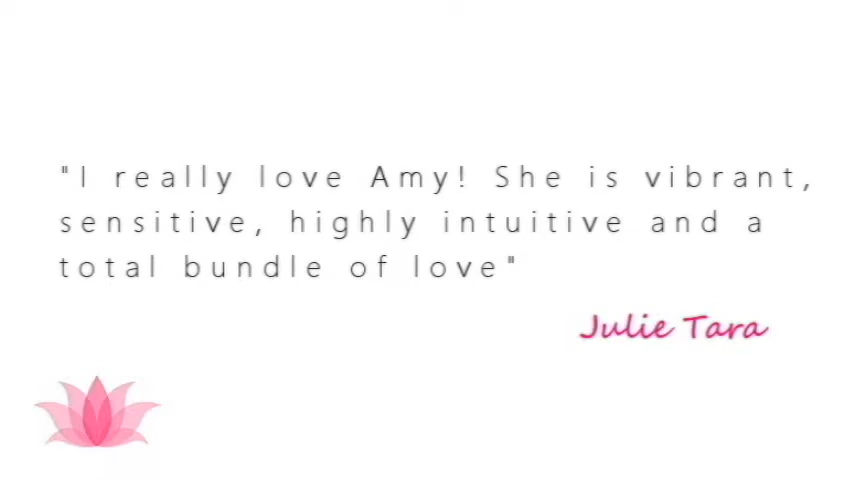 "I really love Amy! She is vibrant,
sensitive, highly intuitive and a
total bundle of love"
Julie Tara